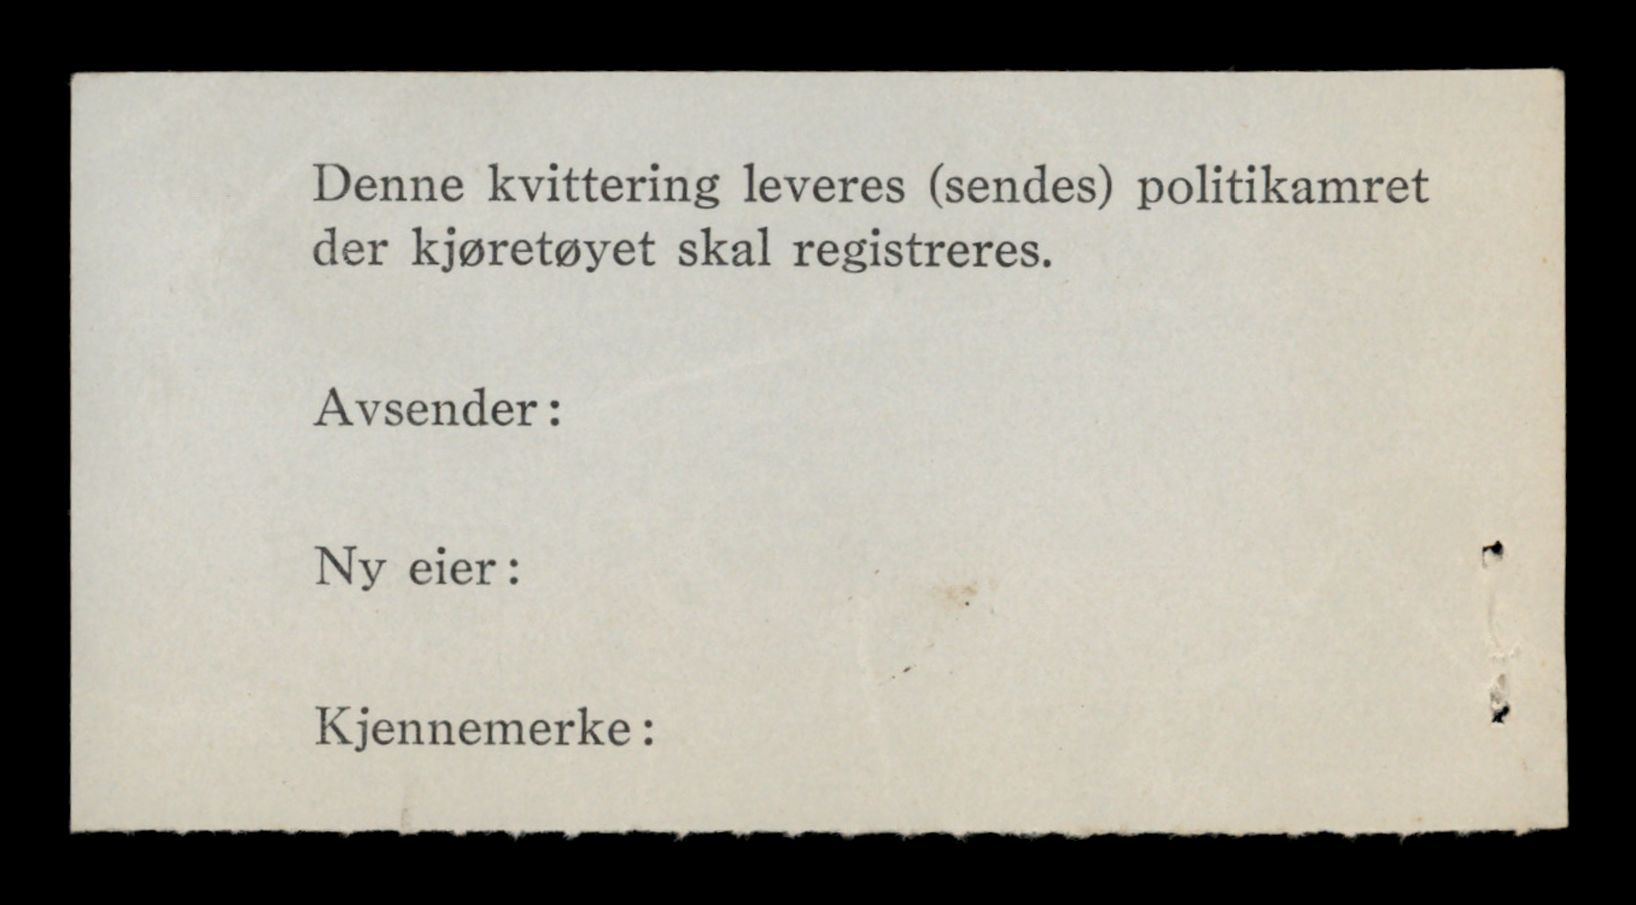 Denne kvittering leveres (sendes) politikamret
der kjøretøyet skal registreres.
Avsender:
Ny eier:
Kjennemerke: